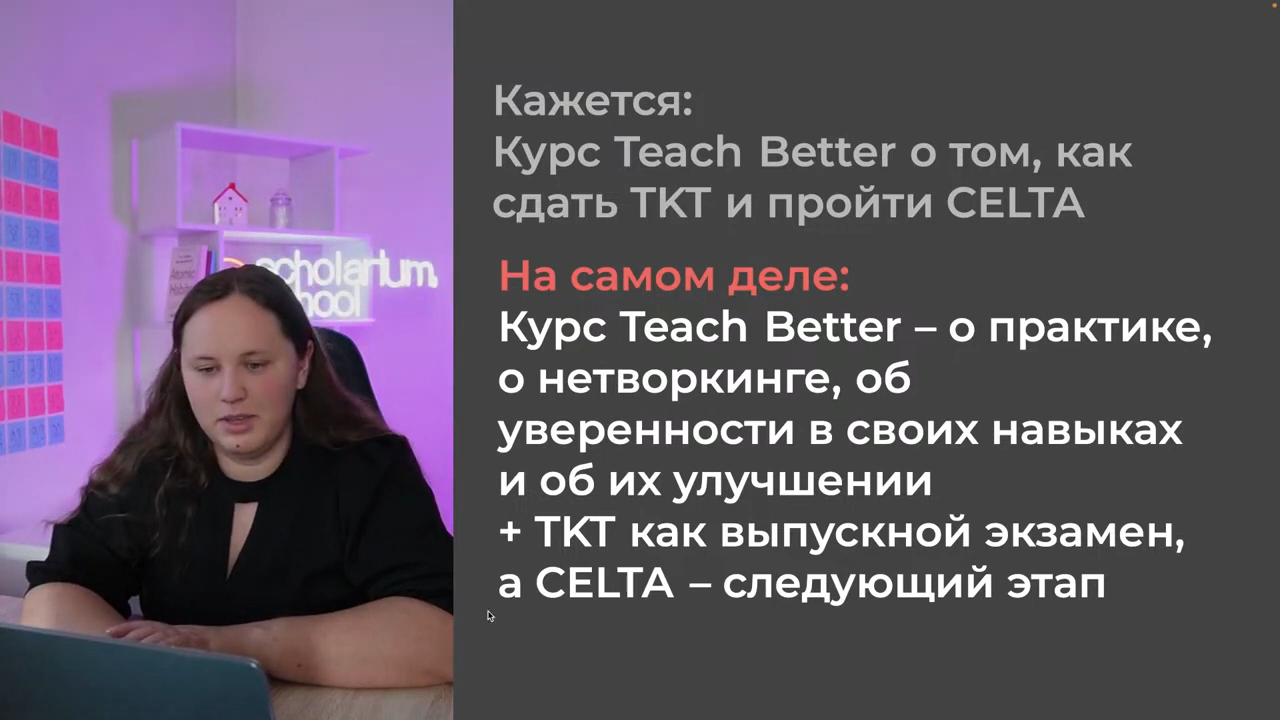 Кажется:
Курс Teach Better о том, как
сдать TKT и пройти CELTA
На самом деле:
Курс Teach Better – о практике,
о нетворкинге, об
уверенности в своих навыках
и об их улучшении
+ TKT как выпускной экзамен,
а CELTA – следующий этап
scholarium.
Atomic